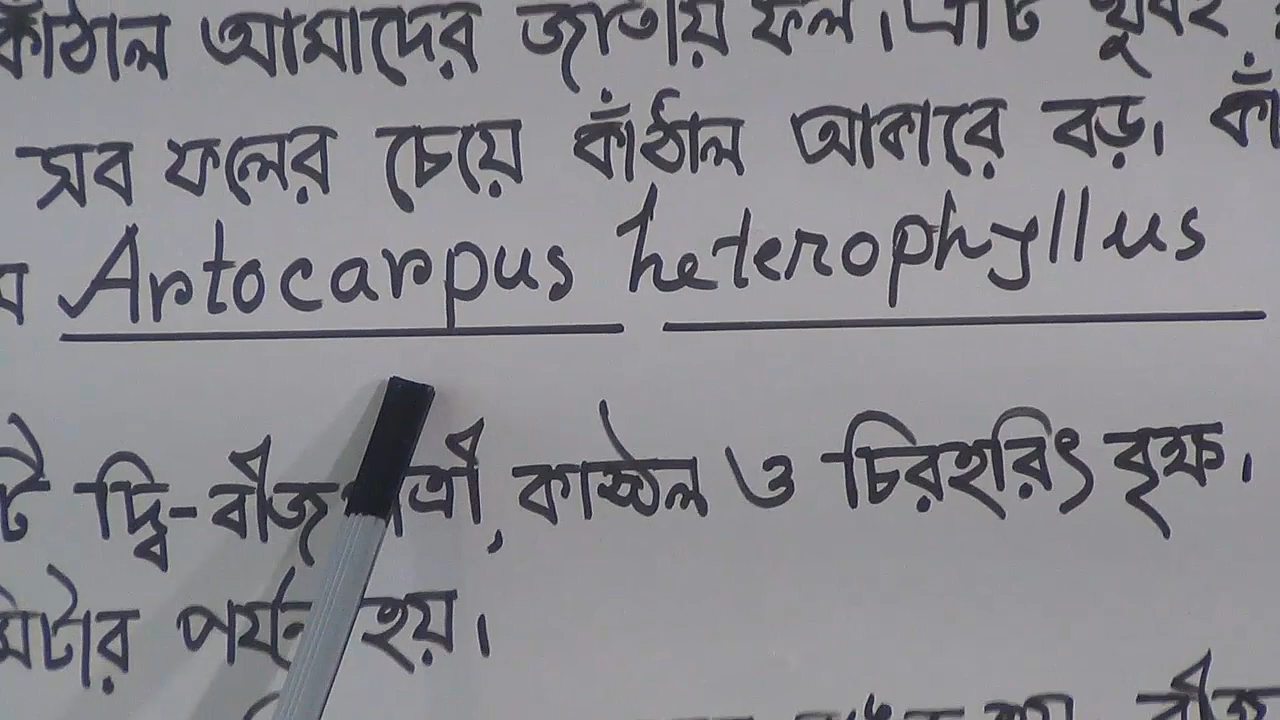 কাঁঠাল আমাদের জাতীয় ফল। এটি খুবই
সব ফলের চেয়ে কাঁঠাল আকারে বড়। কাঁ
ম Artocarpus heterophyllus
টি দ্বি-বীজপত্রী, কাষ্ঠল ও চিরহরিৎ বৃক্ষ।
মিটার পর্যন্ত হয়।
বীজ